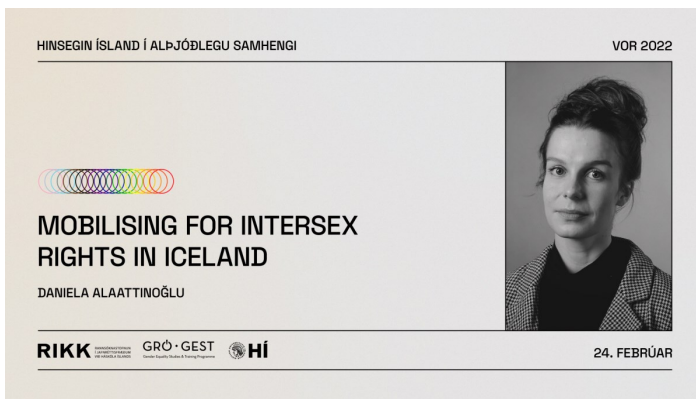 HINSEGIN ÍSLAND Í ALÞJÓÐLEGU SAMHENGI
VOR 2022
MOBILISING FOR INTERSEX
RIGHTS IN ICELAND
DANIELA ALAATTINOĞLU
RIKK
GRÓ · GEST
Gender Equality Studies & Training Programme
HÍ
24. FEBRÚAR